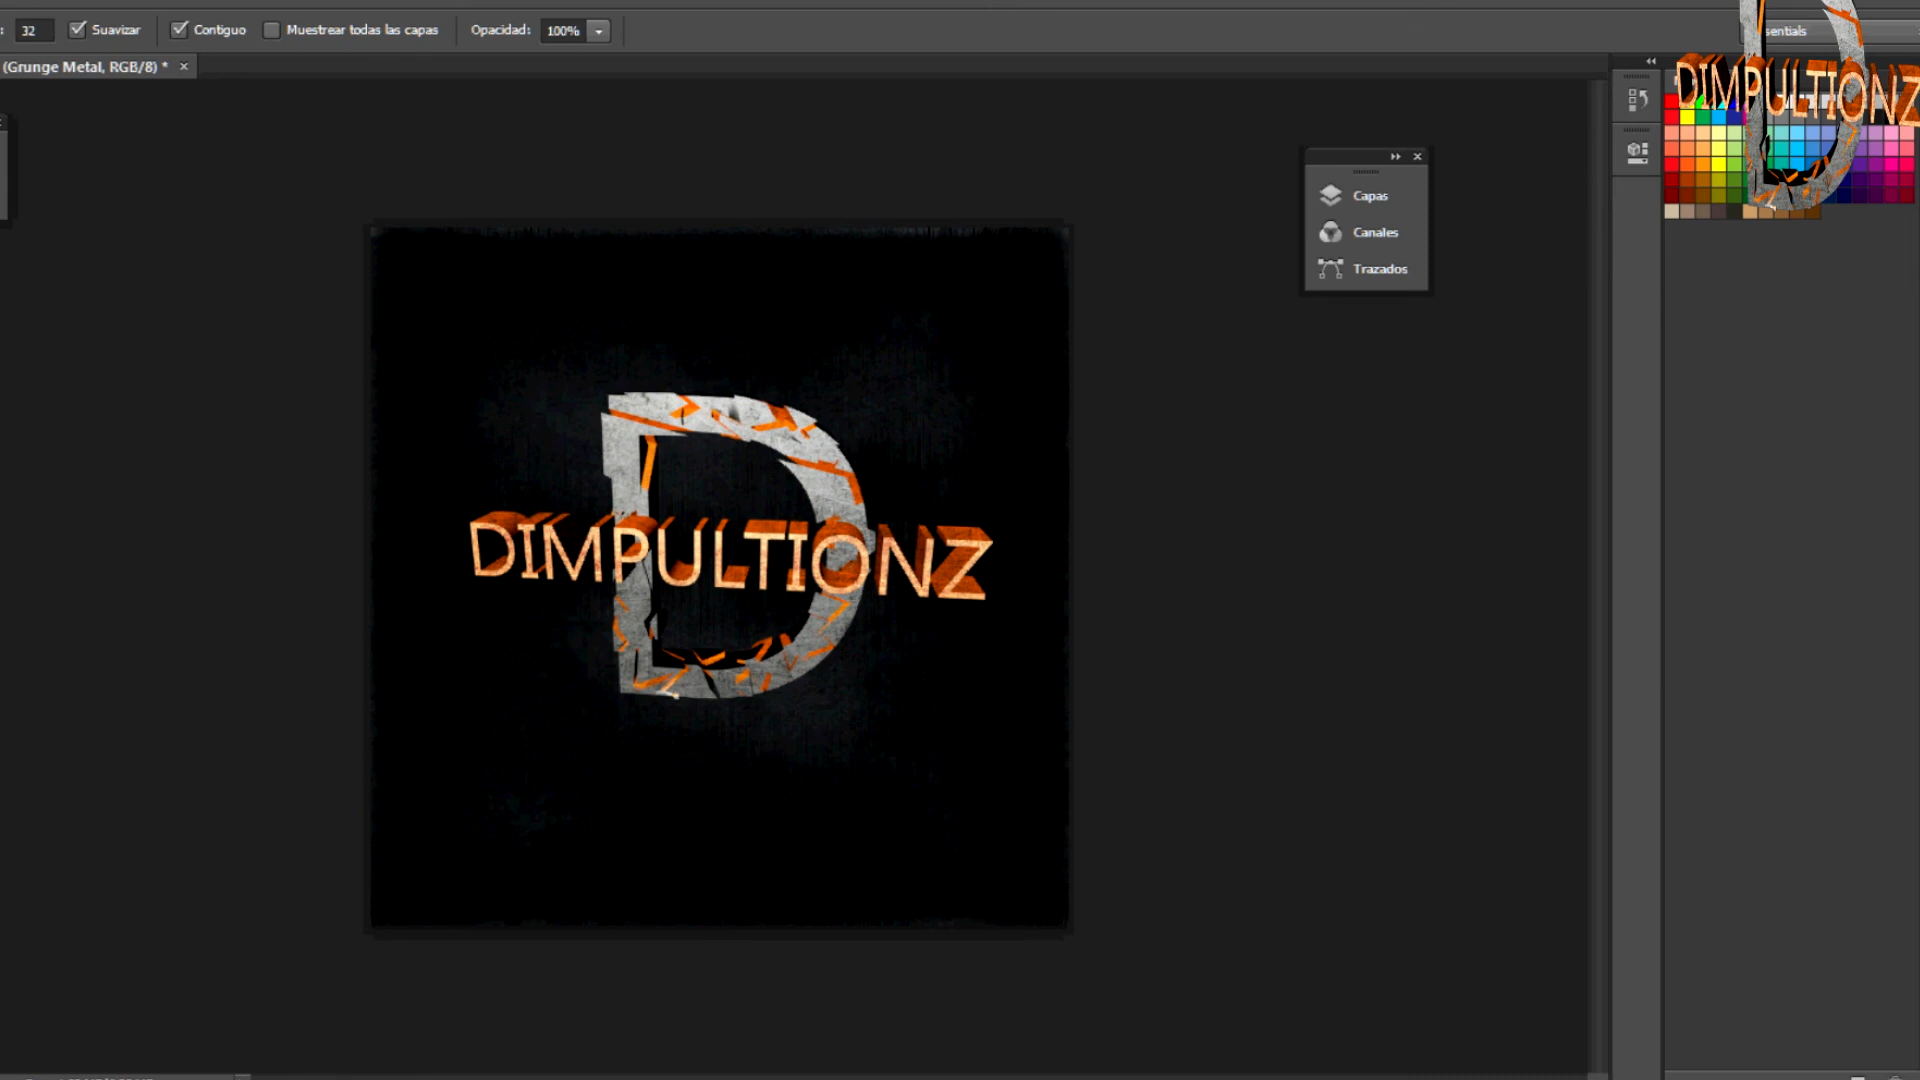 : 32 Suavizar Contiguo Muestrear todas las capas Opacidad: 100%
sentials
(Grunge Metal, RGB/8) * ×
DIMPULTIONZ
Capas
Canales
Trazados
DIMPULTIONZ